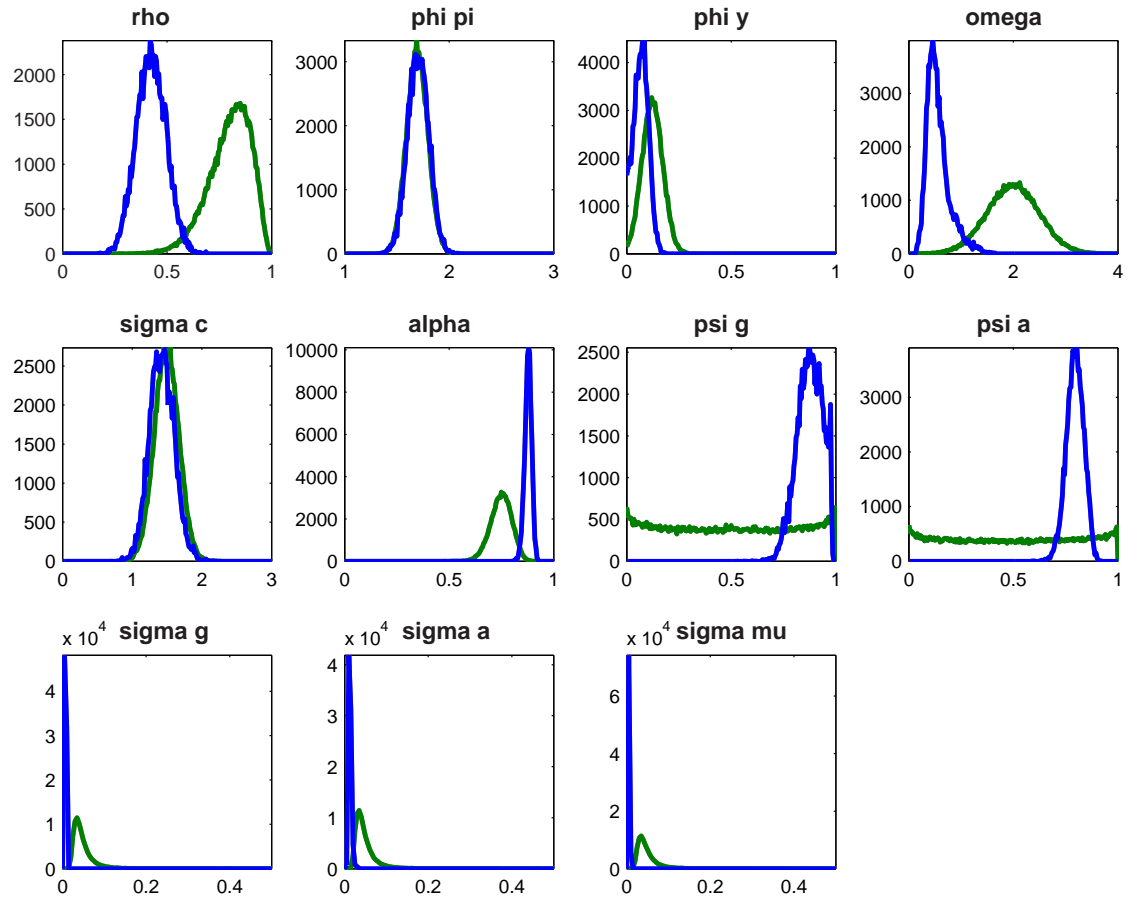 rho phi pi phi y omega
2000 3000 4000 3000
1500 3000
1000 2000 2000 2000
500 1000 1000 1000
0 0 0 0
0 0.5 1 1 2 3 0 0.5 1 0 2 4
sigma c alpha psi g psi a
2500 10000 2500
2000 8000 2000 3000
1500 6000 1500 2000
1000 4000 1000
500 2000 500 1000
0 0 0 0
0 1 2 3 0 0.5 1 0 0.5 1 0 0.5 1
x 10^4 sigma g x 10^4 sigma a x 10^4 sigma mu
4 4 6
3 3 4
2 2
1 1 2
0 0 0
0 0.2 0.4 0 0.2 0.4 0 0.2 0.4